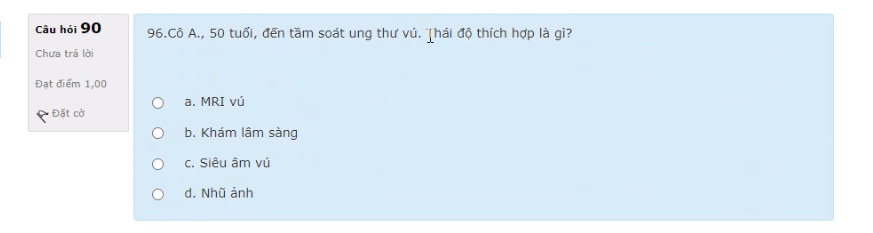 Câu hỏi 90
Chưa trả lời
Đạt điểm 1,00
Đặt cờ
96.Cô A., 50 tuổi, đến tầm soát ung thư vú. Thái độ thích hợp là gì?
a. MRI vú
b. Khám lâm sàng
c. Siêu âm vú
d. Nhũ ảnh